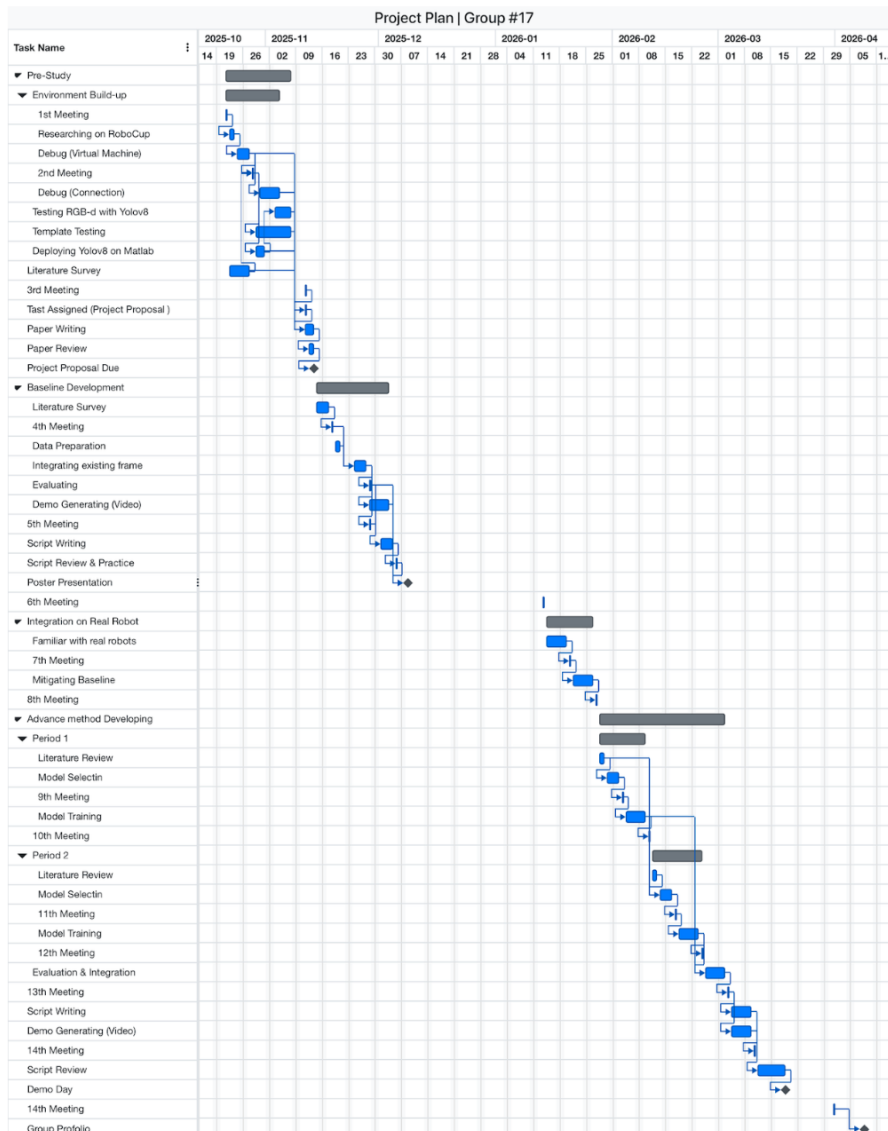 Project Plan | Group #17
Task Name
2025-10 2025-11 2025-12 2026-01 2026-02 2026-03 2026-04
14 19 26 02 09 16 23 30 07 14 21 28 04 11 18 25 01 08 15 22 01 08 15 22 29 05 1..
Pre-Study
Environment Build-up
1st Meeting
Researching on RoboCup
Debug (Virtual Machine)
2nd Meeting
Debug (Connection)
Testing RGB-d with Yolov8
Template Testing
Deploying Yolov8 on Matlab
Literature Survey
3rd Meeting
Tast Assigned (Project Proposal )
Paper Writing
Paper Review
Project Proposal Due
Baseline Development
Literature Survey
4th Meeting
Data Preparation
Integrating existing frame
Evaluating
Demo Generating (Video)
5th Meeting
Script Writing
Script Review & Practice
Poster Presentation
6th Meeting
Integration on Real Robot
Familiar with real robots
7th Meeting
Mitigating Baseline
8th Meeting
Advance method Developing
Period 1
Literature Review
Model Selectin
9th Meeting
Model Training
10th Meeting
Period 2
Literature Review
Model Selectin
11th Meeting
Model Training
12th Meeting
Evaluation & Integration
13th Meeting
Script Writing
Demo Generating (Video)
14th Meeting
Script Review
Demo Day
14th Meeting
Group Profolio